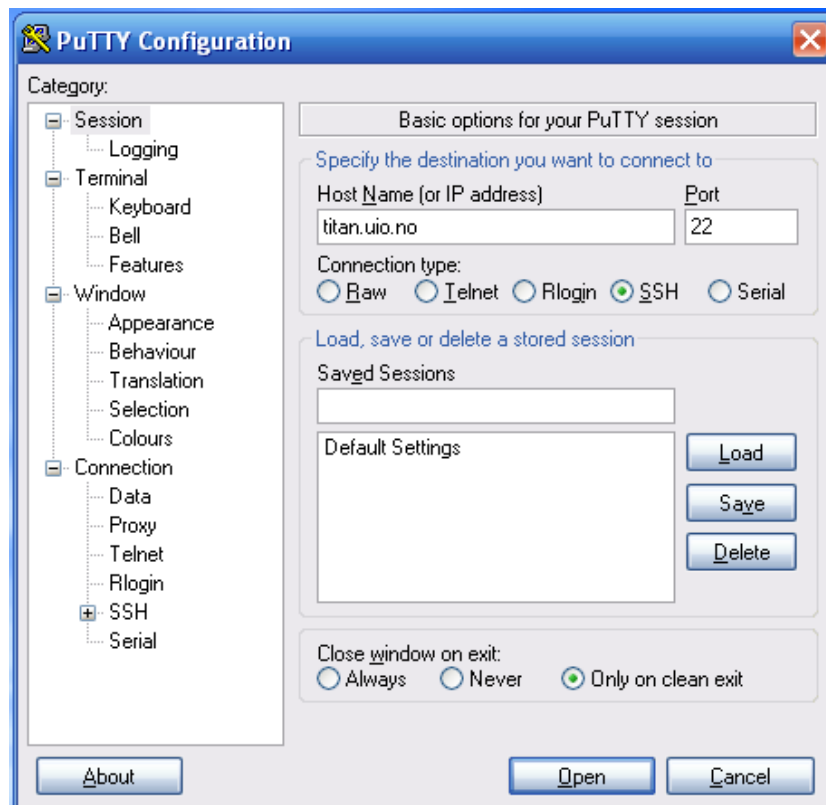 PuTTY Configuration
Category:
Session
Logging
Terminal
Keyboard
Bell
Features
Window
Appearance
Behaviour
Translation
Selection
Colours
Connection
Data
Proxy
Telnet
Rlogin
SSH
Serial
Basic options for your PuTTY session
Specify the destination you want to connect to
Host Name (or IP address) Port
titan.uio.no 22
Connection type:
Raw Telnet Rlogin SSH Serial
Load, save or delete a stored session
Saved Sessions
Default Settings
Load
Save
Delete
Close window on exit:
Always Never Only on clean exit
About Open Cancel